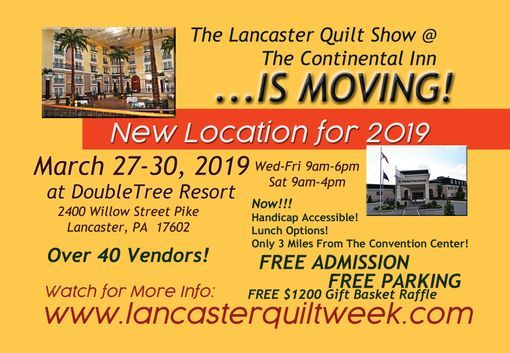 The Lancaster Quilt Show @
The Continental Inn
...IS MOVING!
New Location for 2019
March 27-30, 2019
at DoubleTree Resort
2400 Willow Street Pike
Lancaster, PA 17602
Over 40 Vendors!
Wed-Fri 9am-6pm
Sat 9am-4pm
Now!!!
Handicap Accessible!
Lunch Options!
Only 3 Miles From The Convention Center!
FREE ADMISSION
FREE PARKING
FREE $1200 Gift Basket Raffle
Watch for More Info:
www.lancasterquiltweek.com